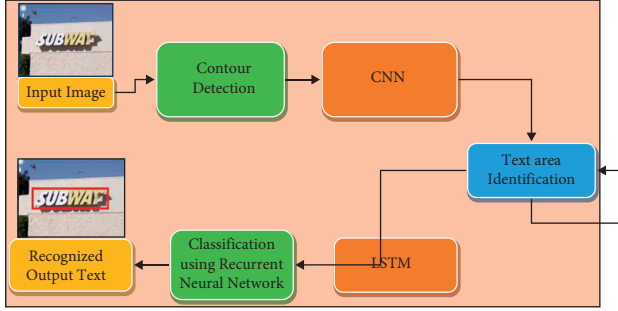 SUBWAY
Input Image
Contour
Detection
CNN
Text area
Identification
SUBWAY
Recognized
Output Text
Classification
using Recurrent
Neural Network
LSTM